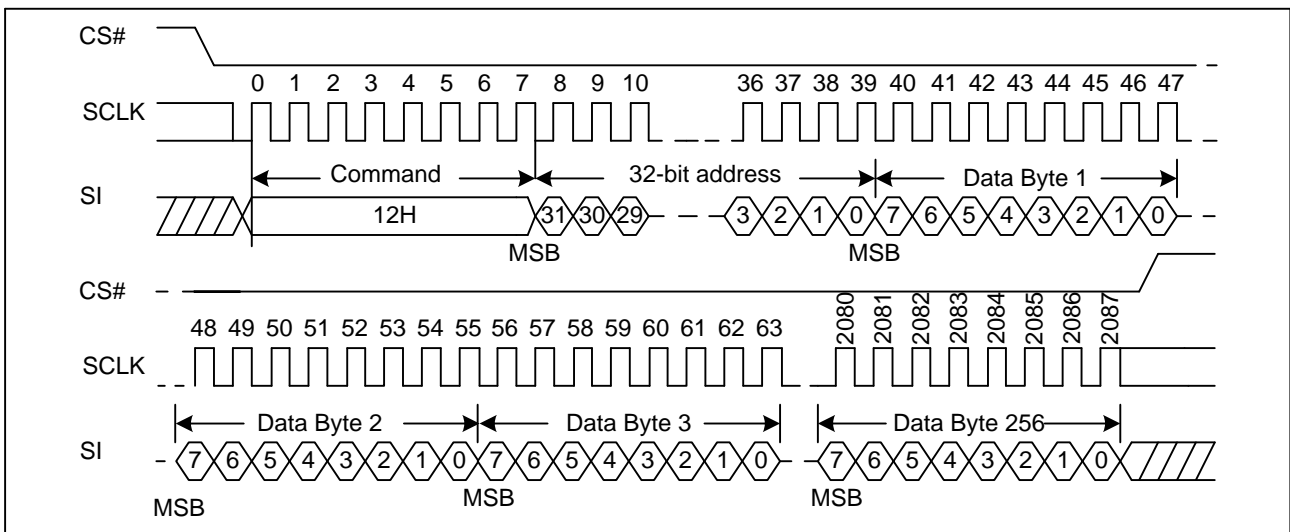 CS#
0 1 2 3 4 5 6 7 8 9 10 36 37 38 39 40 41 42 43 44 45 46 47
SCLK
Command 32-bit address Data Byte 1
SI
12H 31 30 29 3 2 1 0 7 6 5 4 3 2 1 0
MSB MSB
CS#
48 49 50 51 52 53 54 55 56 57 58 59 60 61 62 63 2080 2081 2082 2083 2084 2085 2086 2087
SCLK
Data Byte 2 Data Byte 3 Data Byte 256
SI
7 6 5 4 3 2 1 0 7 6 5 4 3 2 1 0 7 6 5 4 3 2 1 0
MSB MSB MSB